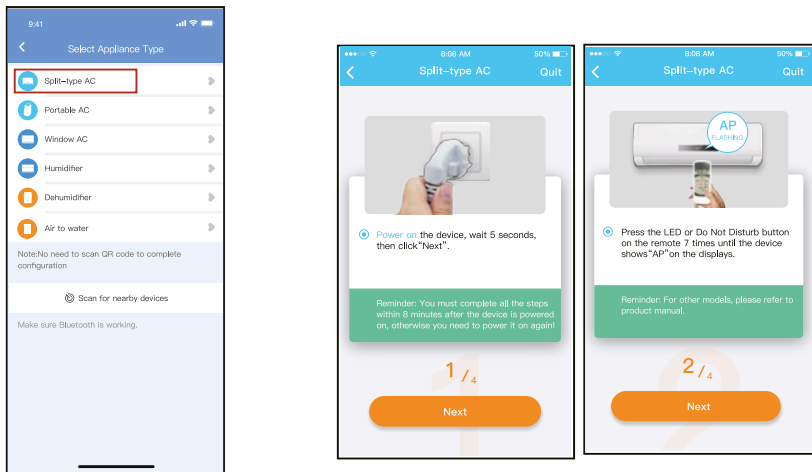 9:41
Select Appliance Type
Split-type AC
Portable AC
Window AC
Humidifier
Dehumidifier
Air to water
Note:No need to scan QR code to complete
configuration
Scan for nearby devices
Make sure Bluetooth is working.
8:08 AM
50%
Split-type AC
Quit
Power on the device, wait 5 seconds,
then click“Next”.
Reminder: You must complete all the steps
within 8 minutes after the device is powered
on, otherwise you need to power it on again!
1/4
Next
8:08 AM
50%
Split-type AC
Quit
AP
FLASHING
Press the LED or Do Not Disturb button
on the remote 7 times until the device
shows“AP”on the displays.
Reminder: For other models, please refer to
product manual.
2/4
Next